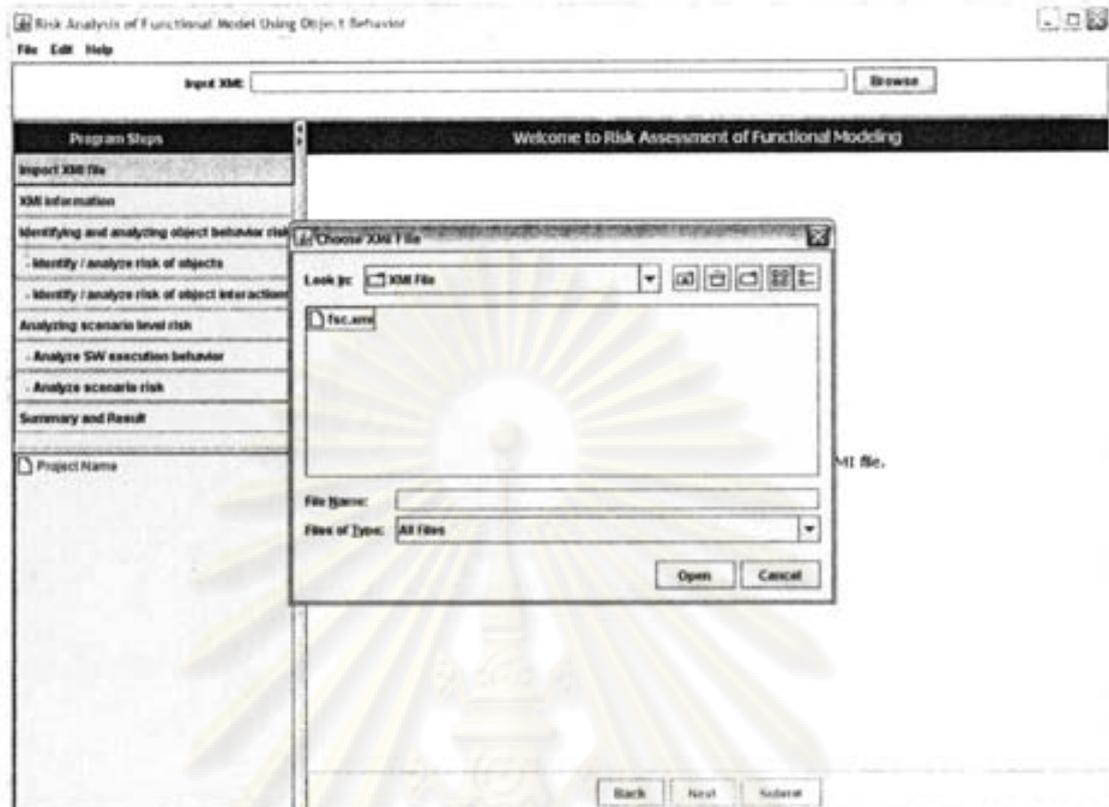 Risk Analysis of Functional Model Using Object Behavior
File Edit Help
Input XMI: Browse
Program Steps
Welcome to Risk Assessment of Functional Modeling
Import XMI file
XMI information
Identifying and analyzing object behavior risk
- Identify / analyze risk of objects
- Identify / analyze risk of object interaction
Analyzing scenario level risk
- Analyze SW execution behavior
- Analyze scenario risk
Summary and Result
Project Name
Choose XMI File
Look In: XMI File
fsc.xmi
MI file.
File Name:
Files of Type: All Files
Open Cancel
Back Next Submit